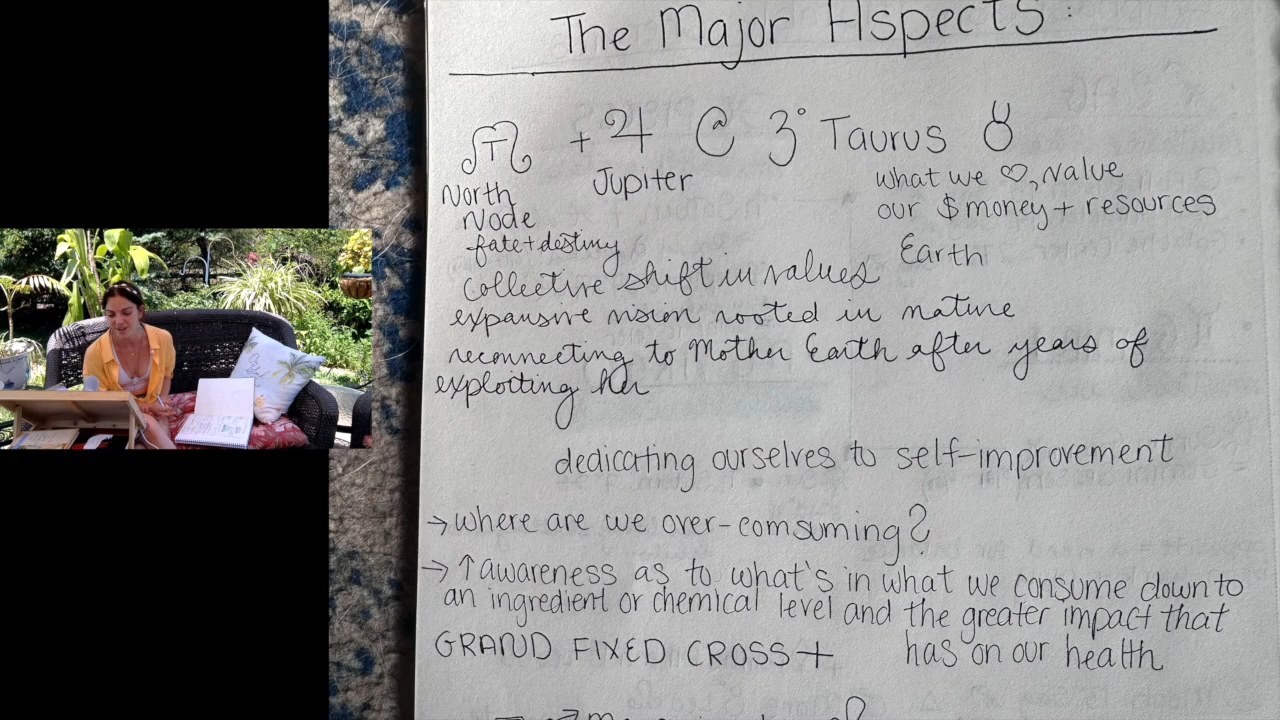 The Major Aspects:
☊ + ♃ @ 3° Taurus ♉
North
Node
Jupiter
what we ♡, value
our $money + resources
fate + destiny
Earth
collective shift in values
expansive vision rooted in nature
reconnecting to Mother Earth after years of
exploiting her
dedicating ourselves to self-improvement
→ where are we over-comsuming?
→ ↑ awareness as to what's in what we consume down to
an ingredient or chemical level and the greater impact that
has on our health
GRAND FIXED CROSS +